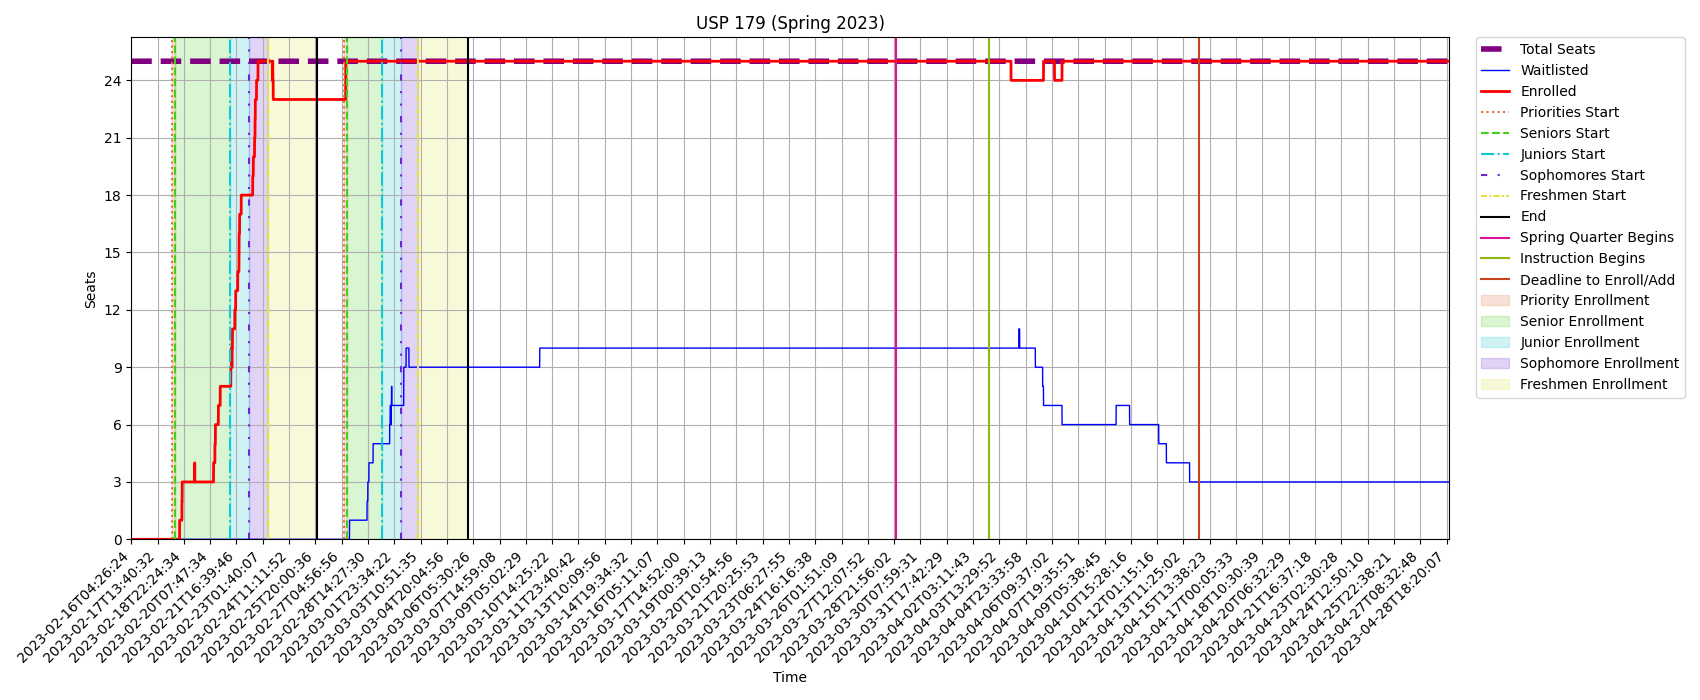 USP 179 (Spring 2023)
Seats
24
21
18
15
12
9
6
3
0
2023-02-16T04:26:24
2023-02-17T13:40:32
2023-02-18T22:24:34
2023-02-20T07:47:34
2023-02-21T16:39:46
2023-02-23T01:40:07
2023-02-24T11:11:52
2023-02-25T20:00:36
2023-02-27T04:56:56
2023-02-28T14:27:30
2023-03-01T23:34:22
2023-03-03T10:51:35
2023-03-04T20:04:56
2023-03-06T05:30:26
2023-03-07T14:59:08
2023-03-09T05:02:29
2023-03-10T14:25:22
2023-03-11T23:40:42
2023-03-13T10:09:56
2023-03-14T19:34:32
2023-03-16T05:11:07
2023-03-17T14:52:00
2023-03-19T00:39:13
2023-03-20T10:54:56
2023-03-21T20:25:53
2023-03-23T06:27:55
2023-03-24T16:16:38
2023-03-26T01:51:09
2023-03-27T12:07:52
2023-03-28T21:56:02
2023-03-30T07:59:31
2023-03-31T17:42:29
2023-04-02T03:11:43
2023-04-03T13:29:52
2023-04-04T23:33:58
2023-04-06T09:37:02
2023-04-07T19:35:51
2023-04-09T05:38:45
2023-04-10T15:28:16
2023-04-12T01:15:16
2023-04-13T11:25:02
2023-04-15T13:38:23
2023-04-17T00:05:33
2023-04-18T10:30:39
2023-04-20T06:32:29
2023-04-21T16:37:18
2023-04-23T02:30:28
2023-04-24T12:50:10
2023-04-25T22:38:21
2023-04-27T08:32:48
2023-04-28T18:20:07
Time
Total Seats
Waitlisted
Enrolled
Priorities Start
Seniors Start
Juniors Start
Sophomores Start
Freshmen Start
End
Spring Quarter Begins
Instruction Begins
Deadline to Enroll/Add
Priority Enrollment
Senior Enrollment
Junior Enrollment
Sophomore Enrollment
Freshmen Enrollment